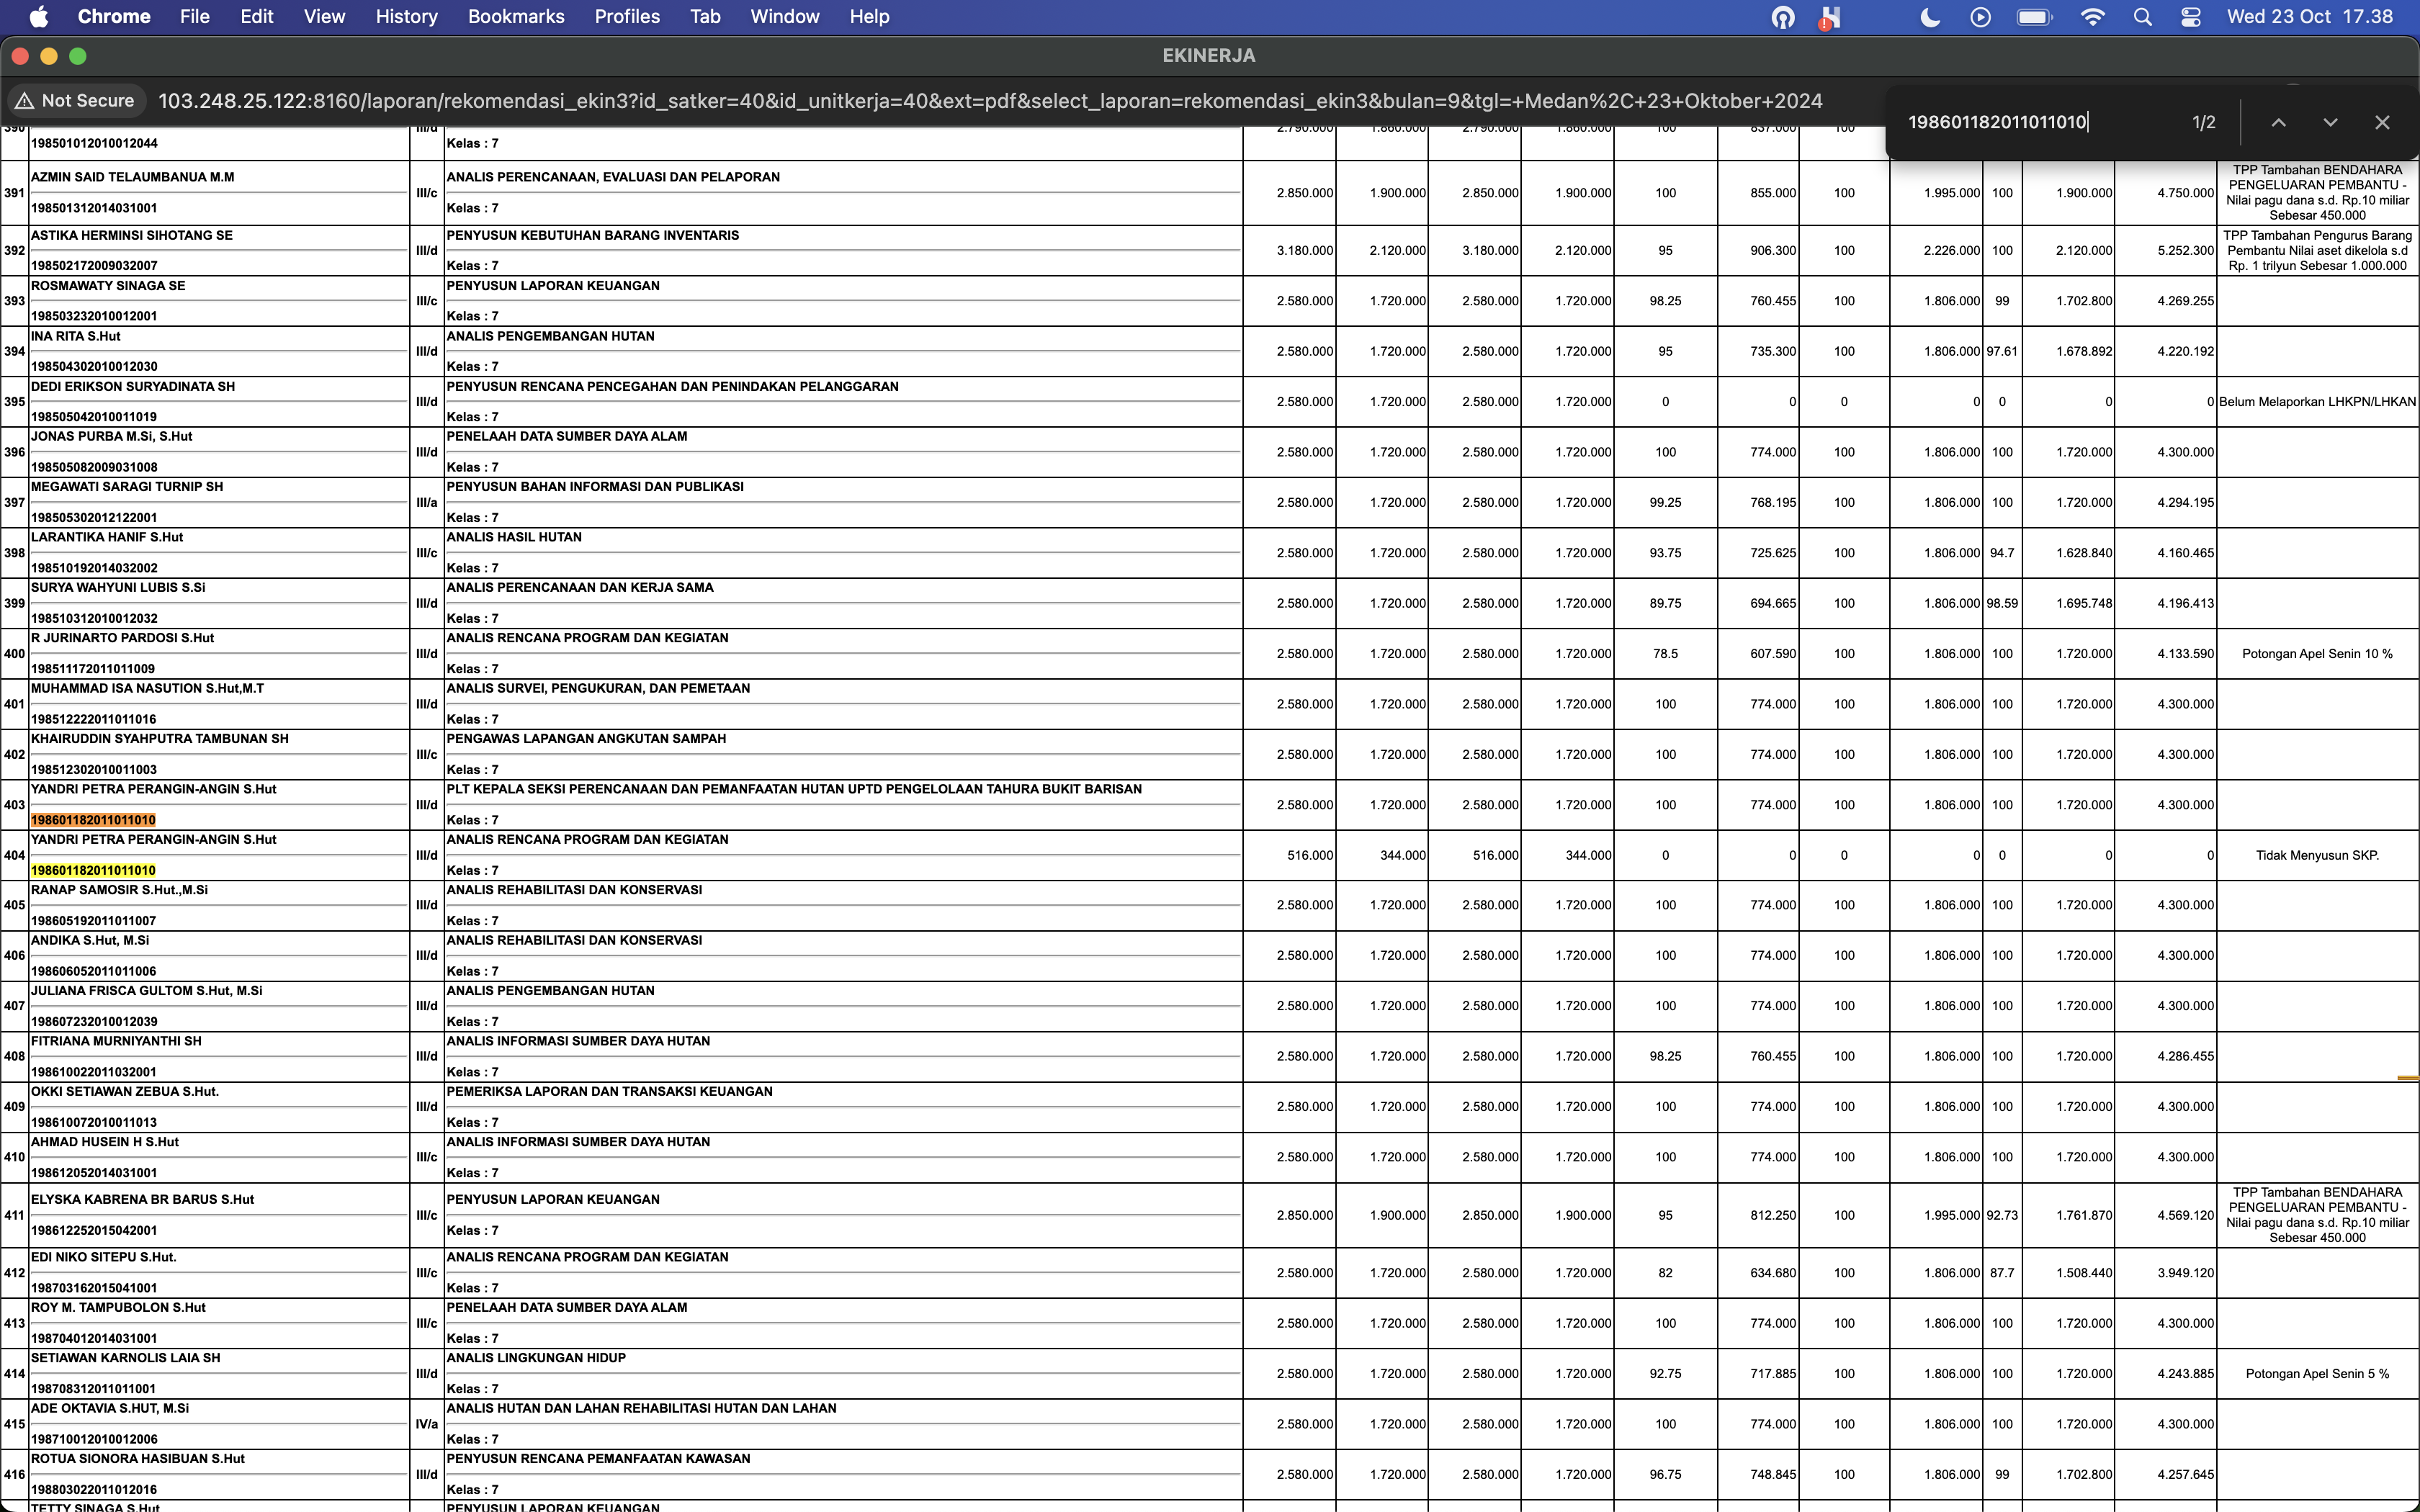 Chrome File Edit View History Bookmarks Profiles Tab Window Help Wed 23 Oct 17.38
EKINERJA
Not Secure 103.248.25.122:8160/laporan/rekomendasi_ekin3?id_satker=40&id_unitkerja=40&ext=pdf&select_laporan=rekomendasi_ekin3&bulan=9&tgl=+Medan%2C+23+Oktober+2024
198601182011011010 1/2
390 III/d 2.790.000 1.860.000 2.790.000 1.860.000 100 837.000 100
198501012010012044 Kelas : 7
AZMIN SAID TELAUMBANUA M.M ANALIS PERENCANAAN, EVALUASI DAN PELAPORAN
391 III/c 2.850.000 1.900.000 2.850.000 1.900.000 100 855.000 100 1.995.000 100 1.900.000 4.750.000
198501312014031001 Kelas : 7
TPP Tambahan BENDAHARA
PENGELUARAN PEMBANTU -
Nilai pagu dana s.d. Rp.10 miliar
Sebesar 450.000
ASTIKA HERMINSI SIHOTANG SE PENYUSUN KEBUTUHAN BARANG INVENTARIS
392 III/d 3.180.000 2.120.000 3.180.000 2.120.000 95 906.300 100 2.226.000 100 2.120.000 5.252.300
198502172009032007 Kelas : 7
TPP Tambahan Pengurus Barang
Pembantu Nilai aset dikelola s.d
Rp. 1 trilyun Sebesar 1.000.000
ROSMAWATY SINAGA SE PENYUSUN LAPORAN KEUANGAN
393 III/c 2.580.000 1.720.000 2.580.000 1.720.000 98.25 760.455 100 1.806.000 99 1.702.800 4.269.255
198503232010012001 Kelas : 7
INA RITA S.Hut ANALIS PENGEMBANGAN HUTAN
394 III/d 2.580.000 1.720.000 2.580.000 1.720.000 95 735.300 100 1.806.000 97.61 1.678.892 4.220.192
198504302010012030 Kelas : 7
DEDI ERIKSON SURYADINATA SH PENYUSUN RENCANA PENCEGAHAN DAN PENINDAKAN PELANGGARAN
395 III/d 2.580.000 1.720.000 2.580.000 1.720.000 0 0 0 0 0 0 0 Belum Melaporkan LHKPN/LHKAN
198505042010011019 Kelas : 7
JONAS PURBA M.Si, S.Hut PENELAAH DATA SUMBER DAYA ALAM
396 III/d 2.580.000 1.720.000 2.580.000 1.720.000 100 774.000 100 1.806.000 100 1.720.000 4.300.000
198505082009031008 Kelas : 7
MEGAWATI SARAGI TURNIP SH PENYUSUN BAHAN INFORMASI DAN PUBLIKASI
397 III/a 2.580.000 1.720.000 2.580.000 1.720.000 99.25 768.195 100 1.806.000 100 1.720.000 4.294.195
198505302012122001 Kelas : 7
LARANTIKA HANIF S.Hut ANALIS HASIL HUTAN
398 III/c 2.580.000 1.720.000 2.580.000 1.720.000 93.75 725.625 100 1.806.000 94.7 1.628.840 4.160.465
198510192014032002 Kelas : 7
SURYA WAHYUNI LUBIS S.Si ANALIS PERENCANAAN DAN KERJA SAMA
399 III/d 2.580.000 1.720.000 2.580.000 1.720.000 89.75 694.665 100 1.806.000 98.59 1.695.748 4.196.413
198510312010012032 Kelas : 7
R JURINARTO PARDOSI S.Hut ANALIS RENCANA PROGRAM DAN KEGIATAN
400 III/d 2.580.000 1.720.000 2.580.000 1.720.000 78.5 607.590 100 1.806.000 100 1.720.000 4.133.590 Potongan Apel Senin 10 %
198511172011011009 Kelas : 7
MUHAMMAD ISA NASUTION S.Hut,M.T ANALIS SURVEI, PENGUKURAN, DAN PEMETAAN
401 III/d 2.580.000 1.720.000 2.580.000 1.720.000 100 774.000 100 1.806.000 100 1.720.000 4.300.000
198512222011011016 Kelas : 7
KHAIRUDDIN SYAHPUTRA TAMBUNAN SH PENGAWAS LAPANGAN ANGKUTAN SAMPAH
402 III/c 2.580.000 1.720.000 2.580.000 1.720.000 100 774.000 100 1.806.000 100 1.720.000 4.300.000
198512302010011003 Kelas : 7
YANDRI PETRA PERANGIN-ANGIN S.Hut PLT KEPALA SEKSI PERENCANAAN DAN PEMANFAATAN HUTAN UPTD PENGELOLAAN TAHURA BUKIT BARISAN
403 III/d 2.580.000 1.720.000 2.580.000 1.720.000 100 774.000 100 1.806.000 100 1.720.000 4.300.000
198601182011011010 Kelas : 7
YANDRI PETRA PERANGIN-ANGIN S.Hut ANALIS RENCANA PROGRAM DAN KEGIATAN
404 III/d 516.000 344.000 516.000 344.000 0 0 0 0 0 0 0 Tidak Menyusun SKP.
198601182011011010 Kelas : 7
RANAP SAMOSIR S.Hut.,M.Si ANALIS REHABILITASI DAN KONSERVASI
405 III/d 2.580.000 1.720.000 2.580.000 1.720.000 100 774.000 100 1.806.000 100 1.720.000 4.300.000
198605192011011007 Kelas : 7
ANDIKA S.Hut, M.Si ANALIS REHABILITASI DAN KONSERVASI
406 III/d 2.580.000 1.720.000 2.580.000 1.720.000 100 774.000 100 1.806.000 100 1.720.000 4.300.000
198606052011011006 Kelas : 7
JULIANA FRISCA GULTOM S.Hut, M.Si ANALIS PENGEMBANGAN HUTAN
407 III/d 2.580.000 1.720.000 2.580.000 1.720.000 100 774.000 100 1.806.000 100 1.720.000 4.300.000
198607232010012039 Kelas : 7
FITRIANA MURNIYANTHI SH ANALIS INFORMASI SUMBER DAYA HUTAN
408 III/d 2.580.000 1.720.000 2.580.000 1.720.000 98.25 760.455 100 1.806.000 100 1.720.000 4.286.455
198610022011032001 Kelas : 7
OKKI SETIAWAN ZEBUA S.Hut. PEMERIKSA LAPORAN DAN TRANSAKSI KEUANGAN
409 III/d 2.580.000 1.720.000 2.580.000 1.720.000 100 774.000 100 1.806.000 100 1.720.000 4.300.000
198610072010011013 Kelas : 7
AHMAD HUSEIN H S.Hut ANALIS INFORMASI SUMBER DAYA HUTAN
410 III/c 2.580.000 1.720.000 2.580.000 1.720.000 100 774.000 100 1.806.000 100 1.720.000 4.300.000
198612052014031001 Kelas : 7
ELYSKA KABRENA BR BARUS S.Hut PENYUSUN LAPORAN KEUANGAN
411 III/c 2.850.000 1.900.000 2.850.000 1.900.000 95 812.250 100 1.995.000 92.73 1.761.870 4.569.120
198612252015042001 Kelas : 7
TPP Tambahan BENDAHARA
PENGELUARAN PEMBANTU -
Nilai pagu dana s.d. Rp.10 miliar
Sebesar 450.000
EDI NIKO SITEPU S.Hut. ANALIS RENCANA PROGRAM DAN KEGIATAN
412 III/c 2.580.000 1.720.000 2.580.000 1.720.000 82 634.680 100 1.806.000 87.7 1.508.440 3.949.120
198703162015041001 Kelas : 7
ROY M. TAMPUBOLON S.Hut PENELAAH DATA SUMBER DAYA ALAM
413 III/c 2.580.000 1.720.000 2.580.000 1.720.000 100 774.000 100 1.806.000 100 1.720.000 4.300.000
198704012014031001 Kelas : 7
SETIAWAN KARNOLIS LAIA SH ANALIS LINGKUNGAN HIDUP
414 III/d 2.580.000 1.720.000 2.580.000 1.720.000 92.75 717.885 100 1.806.000 100 1.720.000 4.243.885 Potongan Apel Senin 5 %
198708312011011001 Kelas : 7
ADE OKTAVIA S.HUT, M.Si ANALIS HUTAN DAN LAHAN REHABILITASI HUTAN DAN LAHAN
415 IV/a 2.580.000 1.720.000 2.580.000 1.720.000 100 774.000 100 1.806.000 100 1.720.000 4.300.000
198710012010012006 Kelas : 7
ROTUA SIONORA HASIBUAN S.Hut PENYUSUN RENCANA PEMANFAATAN KAWASAN
416 III/d 2.580.000 1.720.000 2.580.000 1.720.000 96.75 748.845 100 1.806.000 99 1.702.800 4.257.645
198803022011012016 Kelas : 7
TETTY SINAGA S.Hut PENYUSUN LAPORAN KEUANGAN